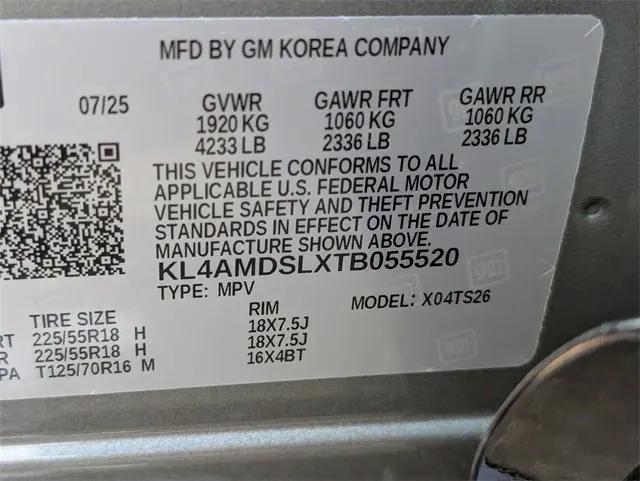 MFD BY GM KOREA COMPANY
07/25 GVWR GAWR FRT GAWR RR
1920 KG 1060 KG 1060 KG
4233 LB 2336 LB 2336 LB
THIS VEHICLE CONFORMS TO ALL
APPLICABLE U.S. FEDERAL MOTOR
VEHICLE SAFETY AND THEFT PREVENTION
STANDARDS IN EFFECT ON THE DATE OF
MANUFACTURE SHOWN ABOVE.
KL4AMDSLXTB055520
TYPE: MPV MODEL: X04TS26
TIRE SIZE RIM
RT 225/55R18 H 18X7.5J
R 225/55R18 H 18X7.5J
PA T125/70R16 M 16X4BT